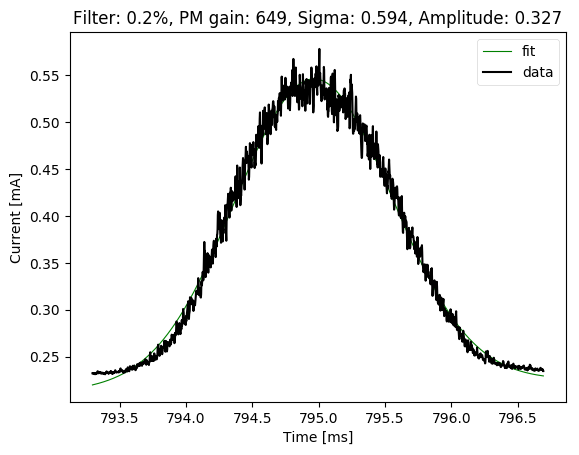 Filter: 0.2%, PM gain: 649, Sigma: 0.594, Amplitude: 0.327
fit
data
0.55
0.50
0.45
0.40
0.35
0.30
0.25
Current [mA]
793.5 794.0 794.5 795.0 795.5 796.0 796.5
Time [ms]